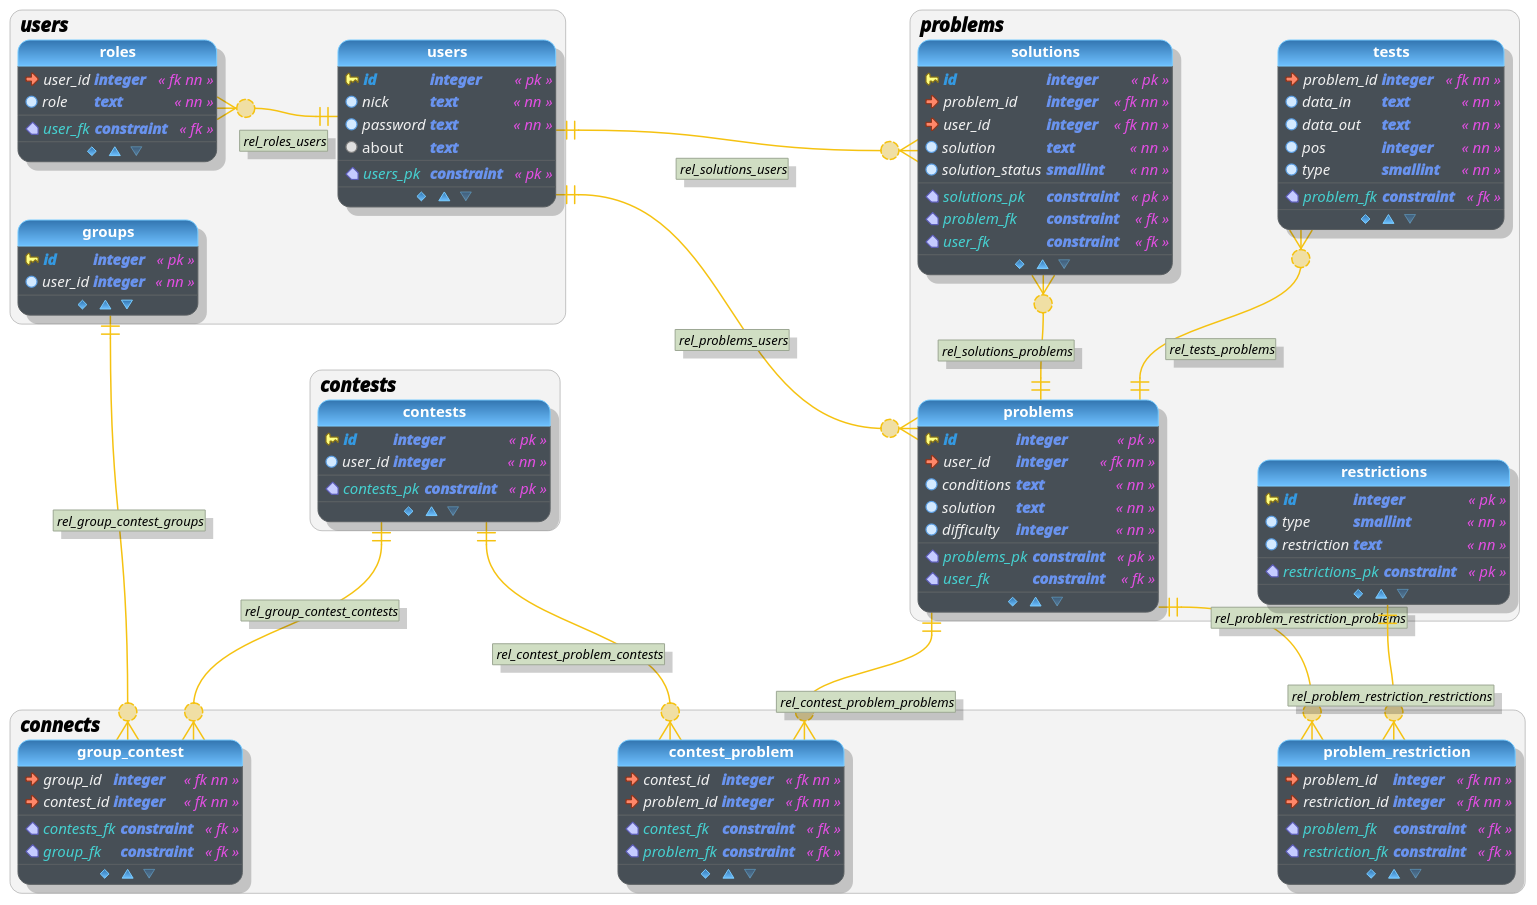 users
roles
user_id integer « fk nn »
role text « nn »
user_fk constraint « fk »
rel_roles_users
users
id integer « pk »
nick text « nn »
password text « nn »
about text
users_pk constraint « pk »
groups
id integer « pk »
user_id integer « nn »
rel_solutions_users
rel_problems_users
problems
solutions
id integer « pk »
problem_id integer « fk nn »
user_id integer « fk nn »
solution text « nn »
solution_status smallint « nn »
solutions_pk constraint « pk »
problem_fk constraint « fk »
user_fk constraint « fk »
tests
problem_id integer « fk nn »
data_in text « nn »
data_out text « nn »
pos integer « nn »
type smallint « nn »
problem_fk constraint « fk »
rel_solutions_problems
rel_tests_problems
problems
id integer « pk »
user_id integer « fk nn »
conditions text « nn »
solution text « nn »
difficulty integer « nn »
problems_pk constraint « pk »
user_fk constraint « fk »
restrictions
id integer « pk »
type smallint « nn »
restriction text « nn »
restrictions_pk constraint « pk »
contests
contests
id integer « pk »
user_id integer « nn »
contests_pk constraint « pk »
rel_group_contest_groups
rel_group_contest_contests
rel_contest_problem_contests
rel_contest_problem_problems
rel_problem_restriction_problems
rel_problem_restriction_restrictions
connects
group_contest
group_id integer « fk nn »
contest_id integer « fk nn »
contests_fk constraint « fk »
group_fk constraint « fk »
contest_problem
contest_id integer « fk nn »
problem_id integer « fk nn »
contest_fk constraint « fk »
problem_fk constraint « fk »
problem_restriction
problem_id integer « fk nn »
restriction_id integer « fk nn »
problem_fk constraint « fk »
restriction_fk constraint « fk »